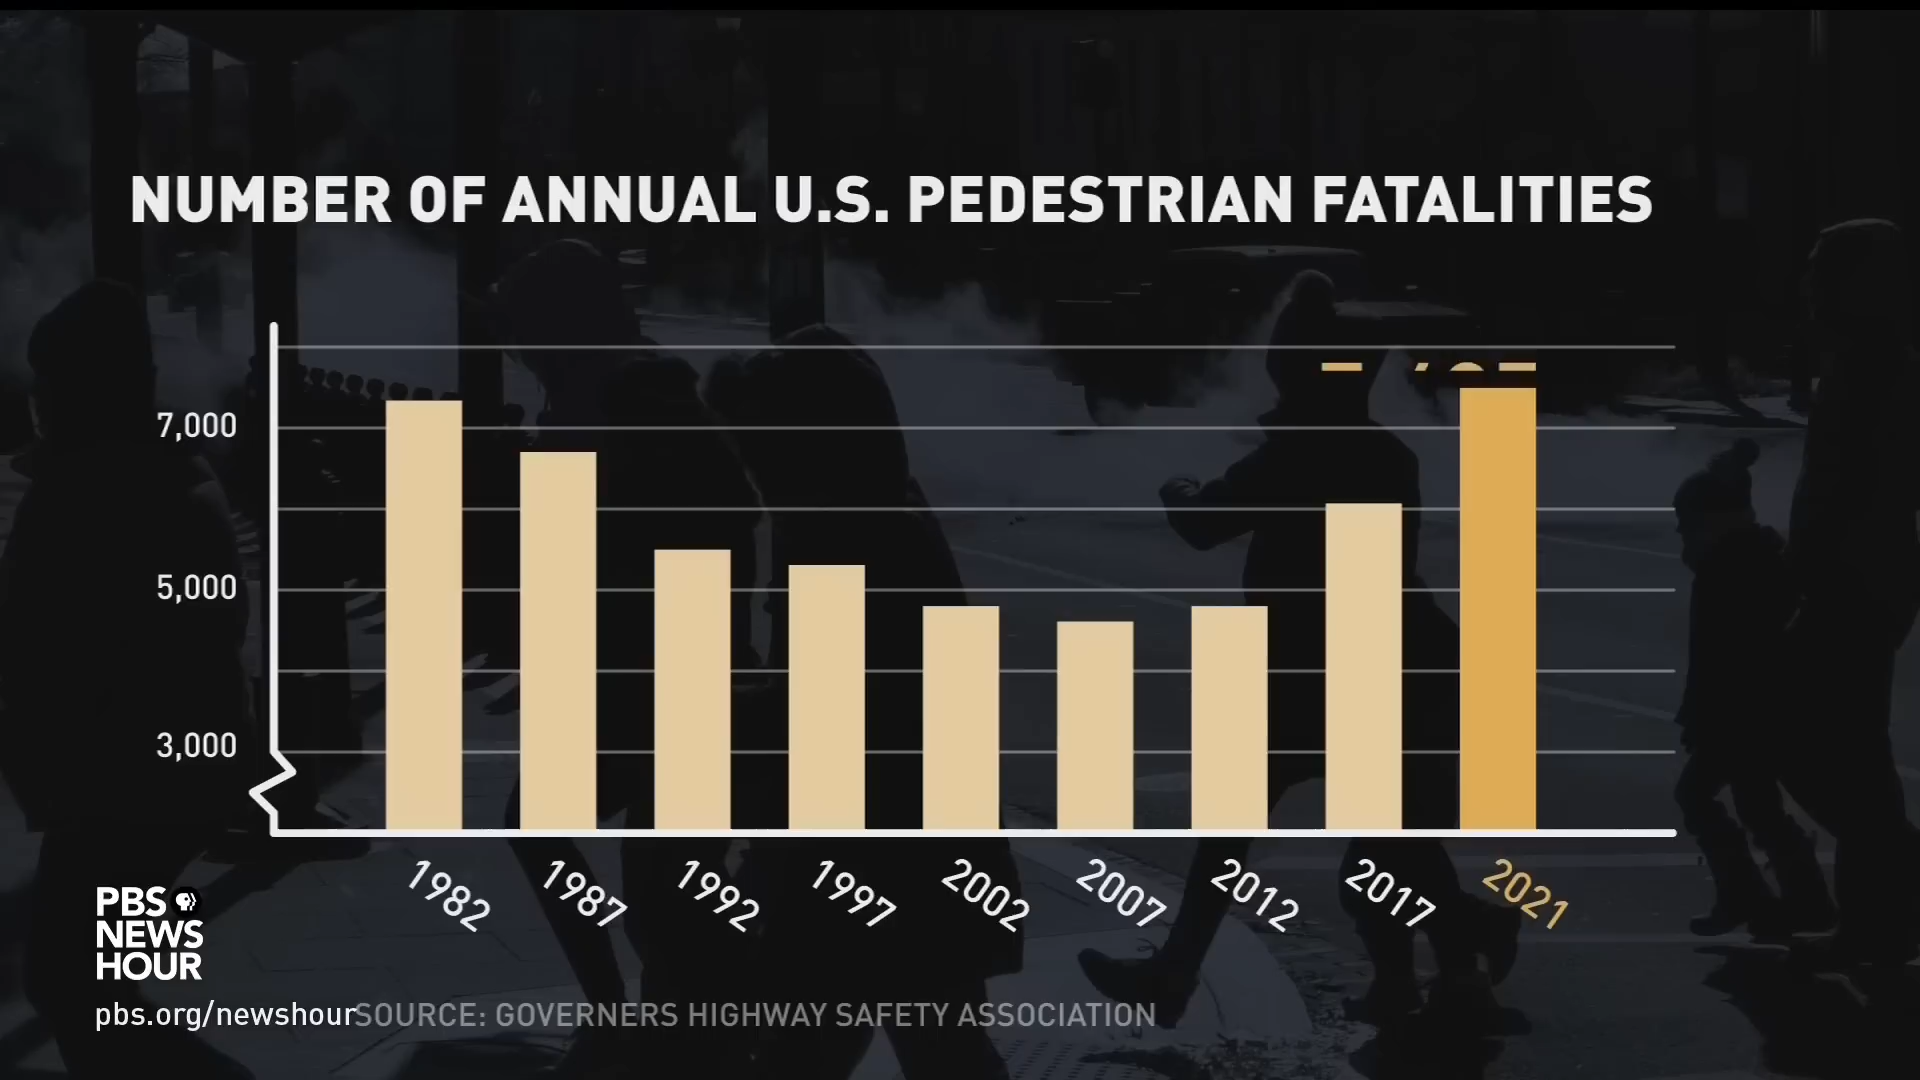 NUMBER OF ANNUAL U.S. PEDESTRIAN FATALITIES
7,000
5,000
3,000
1982
1987
1992
1997
2002
2007
2012
2017
2021
PBS
NEWS
HOUR
pbs.org/newshour
SOURCE: GOVERNERS HIGHWAY SAFETY ASSOCIATION